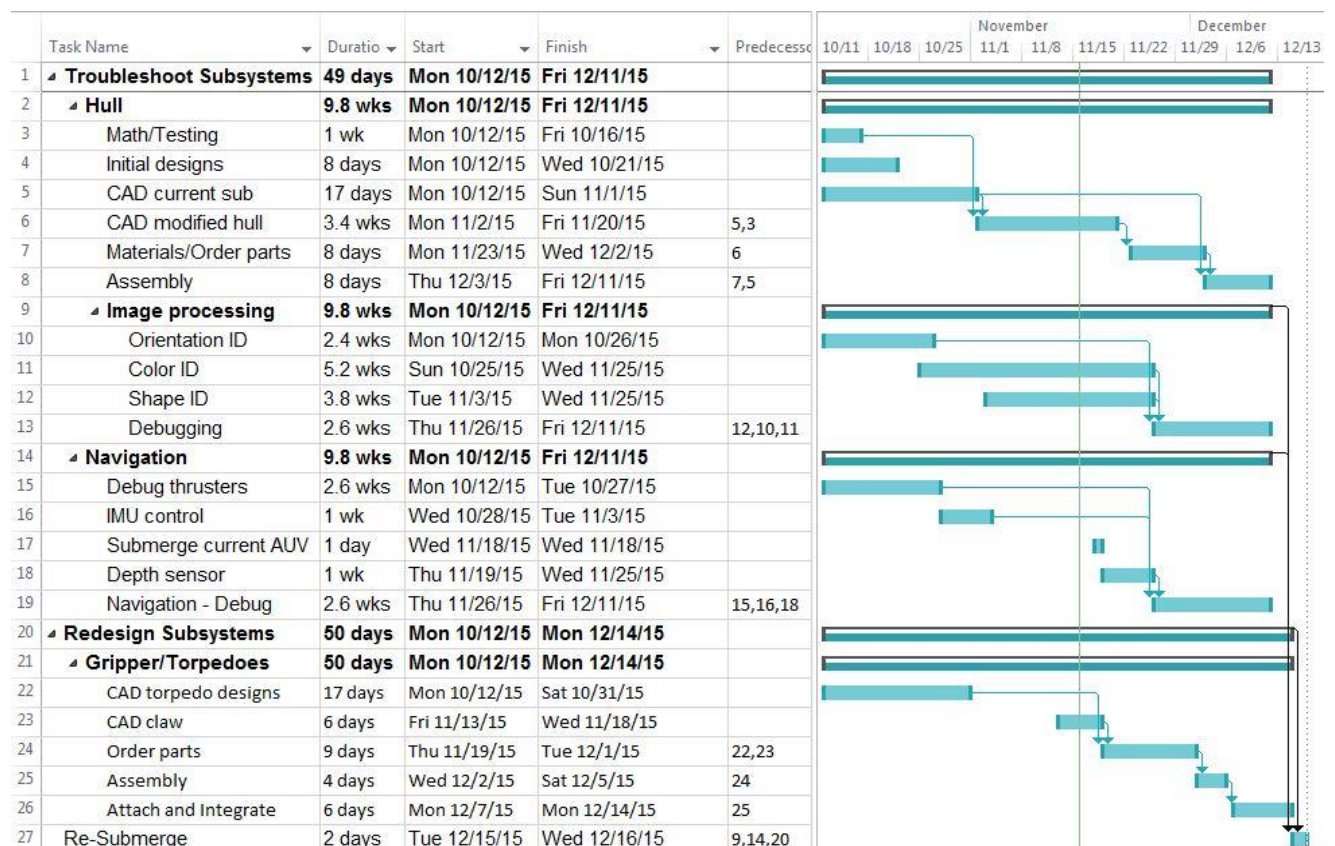 November December
Task Name Duratio Start Finish Predecesso 10/11 10/18 10/25 11/1 11/8 11/15 11/22 11/29 12/6 12/13
1 Troubleshoot Subsystems 49 days Mon 10/12/15 Fri 12/11/15
2 Hull 9.8 wks Mon 10/12/15 Fri 12/11/15
3 Math/Testing 1 wk Mon 10/12/15 Fri 10/16/15
4 Initial designs 8 days Mon 10/12/15 Wed 10/21/15
5 CAD current sub 17 days Mon 10/12/15 Sun 11/1/15
6 CAD modified hull 3.4 wks Mon 11/2/15 Fri 11/20/15 5,3
7 Materials/Order parts 8 days Mon 11/23/15 Wed 12/2/15 6
8 Assembly 8 days Thu 12/3/15 Fri 12/11/15 7,5
9 Image processing 9.8 wks Mon 10/12/15 Fri 12/11/15
10 Orientation ID 2.4 wks Mon 10/12/15 Mon 10/26/15
11 Color ID 5.2 wks Sun 10/25/15 Wed 11/25/15
12 Shape ID 3.8 wks Tue 11/3/15 Wed 11/25/15
13 Debugging 2.6 wks Thu 11/26/15 Fri 12/11/15 12,10,11
14 Navigation 9.8 wks Mon 10/12/15 Fri 12/11/15
15 Debug thrusters 2.6 wks Mon 10/12/15 Tue 10/27/15
16 IMU control 1 wk Wed 10/28/15 Tue 11/3/15
17 Submerge current AUV 1 day Wed 11/18/15 Wed 11/18/15
18 Depth sensor 1 wk Thu 11/19/15 Wed 11/25/15
19 Navigation - Debug 2.6 wks Thu 11/26/15 Fri 12/11/15 15,16,18
20 Redesign Subsystems 50 days Mon 10/12/15 Mon 12/14/15
21 Gripper/Torpedoes 50 days Mon 10/12/15 Mon 12/14/15
22 CAD torpedo designs 17 days Mon 10/12/15 Sat 10/31/15
23 CAD claw 6 days Fri 11/13/15 Wed 11/18/15
24 Order parts 9 days Thu 11/19/15 Tue 12/1/15 22,23
25 Assembly 4 days Wed 12/2/15 Sat 12/5/15 24
26 Attach and Integrate 6 days Mon 12/7/15 Mon 12/14/15 25
27 Re-Submerge 2 days Tue 12/15/15 Wed 12/16/15 9,14,20